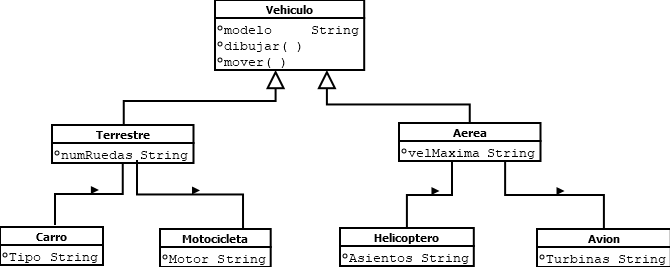 Vehiculo
modelo String
dibujar( )
mover( )
Terrestre
numRuedas String
Aerea
velMaxima String
Carro
Tipo String
Motocicleta
Motor String
Helicoptero
Asientos String
Avion
Turbinas String